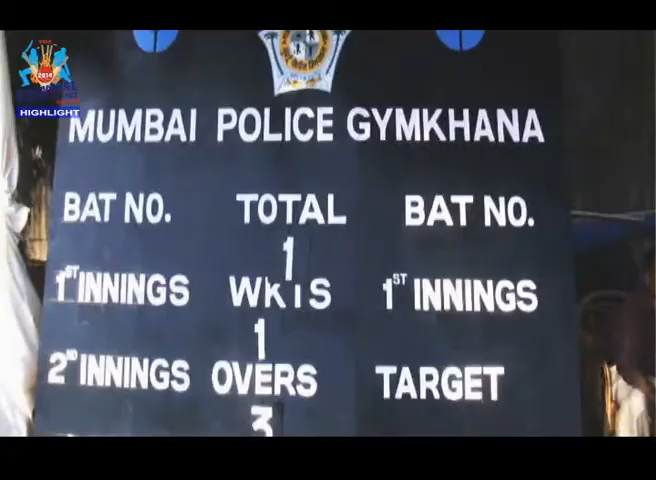 2014
HIGHLIGHT
MUMBAI POLICE GYMKHANA
BAT NO. TOTAL BAT NO.
1
1ST INNINGS WKTS 1ST INNINGS
1
2ND INNINGS OVERS TARGET
3